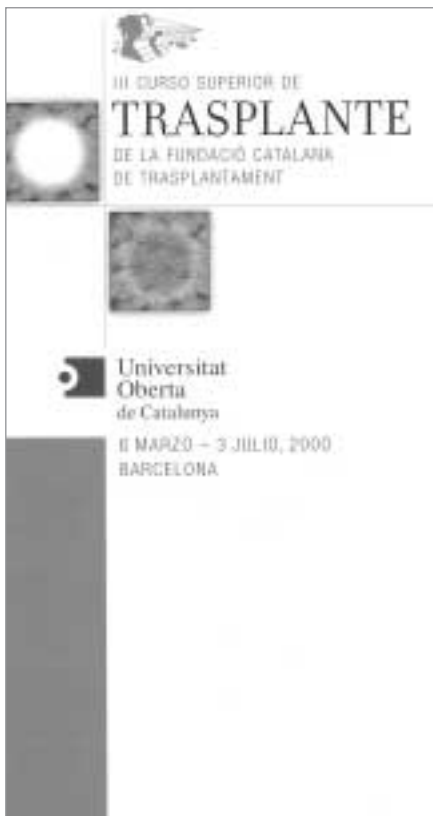 III CURSO SUPERIOR DE
TRASPLANTE
DE LA FUNDACIÓ CATALANA
DE TRASPLANTAMENT
Universitat
Oberta
de Catalunya
6 MARZO – 3 JULIO, 2000
BARCELONA